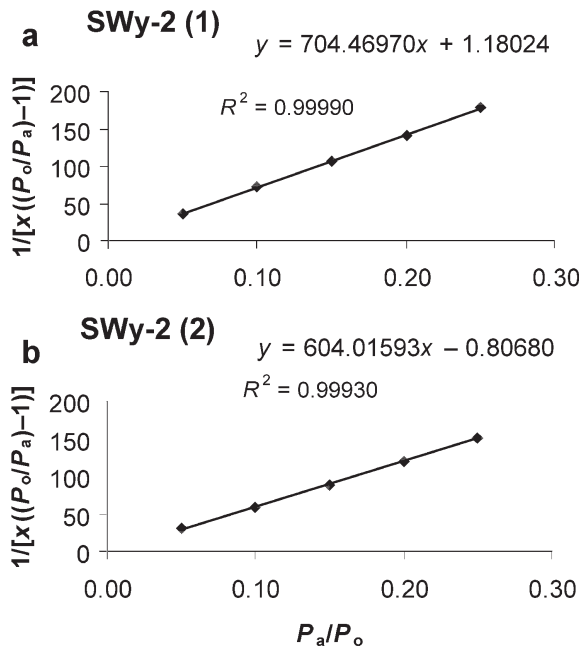 a
SWy-2 (1)
y = 704.46970x + 1.18024
R² = 0.99990
1/[x((Po/Pa)–1)]
200
150
100
50
0
0.00 0.10 0.20 0.30
b
SWy-2 (2)
y = 604.01593x – 0.80680
R² = 0.99930
1/[x((Po/Pa)–1)]
200
150
100
50
0
0.00 0.10 0.20 0.30
Pa/Po